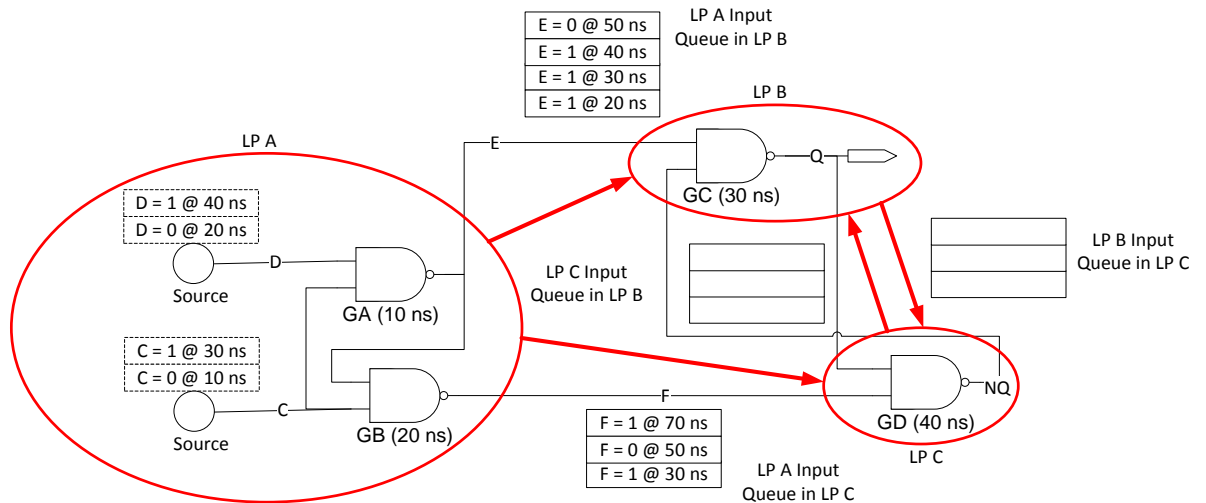 E = 0 @ 50 ns
E = 1 @ 40 ns
E = 1 @ 30 ns
E = 1 @ 20 ns
LP A Input
Queue in LP B
LP B
LP A
E
Q
GC (30 ns)
D = 1 @ 40 ns
D = 0 @ 20 ns
D
Source
GA (10 ns)
LP C Input
Queue in LP B
LP B Input
Queue in LP C
C = 1 @ 30 ns
C = 0 @ 10 ns
C
Source
GB (20 ns)
F
NQ
GD (40 ns)
LP C
F = 1 @ 70 ns
F = 0 @ 50 ns
F = 1 @ 30 ns
LP A Input
Queue in LP C